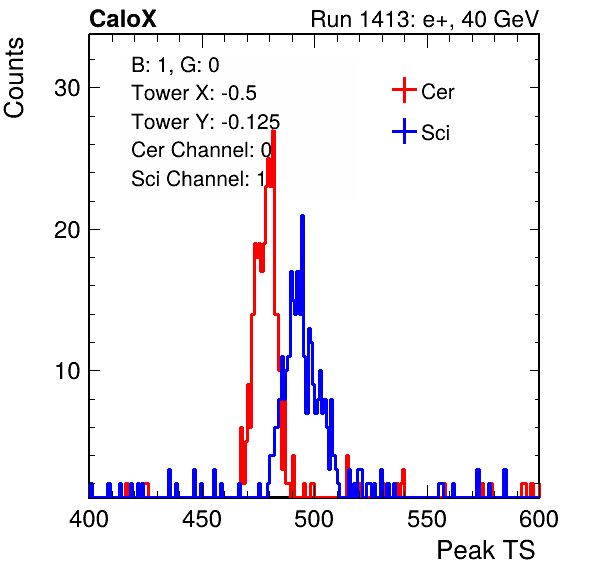 CaloX Run 1413: e+, 40 GeV
Counts
B: 1, G: 0
Tower X: -0.5
Tower Y: -0.125
Cer Channel: 0
Sci Channel: 1
Cer
Sci
30
20
10
400 450 500 550 600
Peak TS